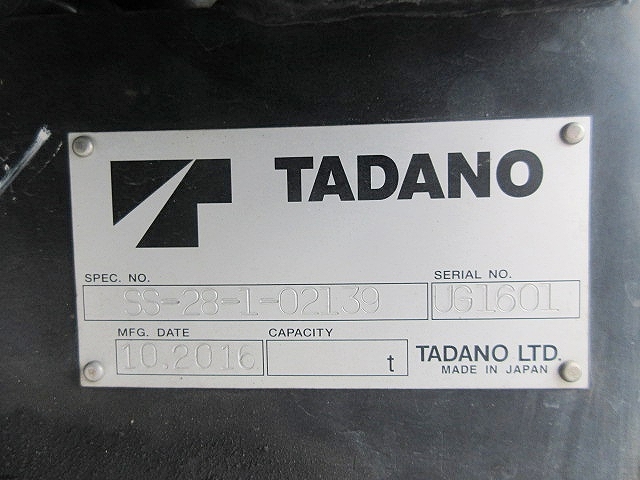 TADANO
SPEC. NO. SERIAL NO.
SS-28-1-02139 UG1601
MFG. DATE CAPACITY
10.2016 t TADANO LTD.
MADE IN JAPAN